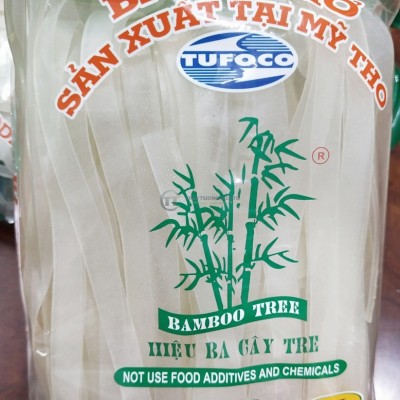 SẢN XUẤT TẠI MỸ THO
TUFOCO
®
BAMBOO TREE
HIỆU BA CÂY TRE
NOT USE FOOD ADDITIVES AND CHEMICALS